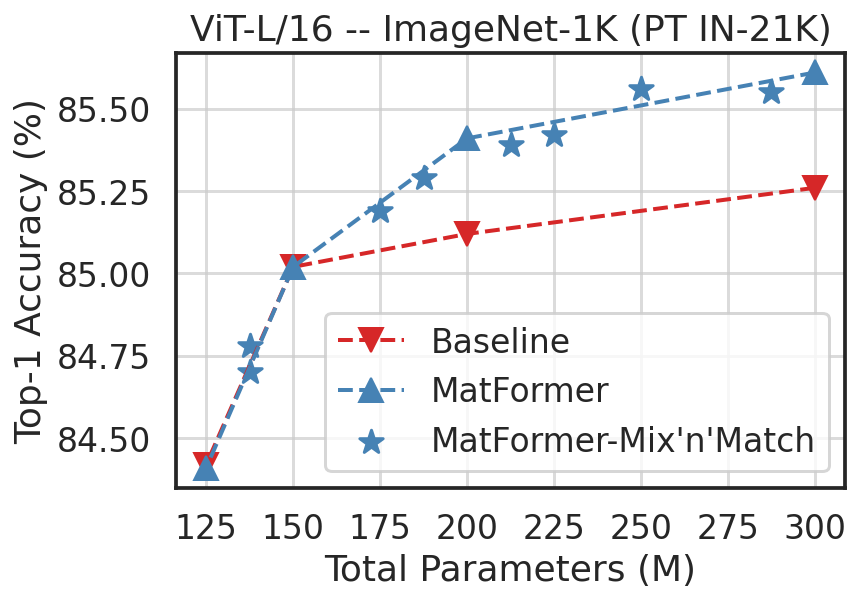 ViT-L/16 -- ImageNet-1K (PT IN-21K)
Top-1 Accuracy (%)
85.50
85.25
85.00
84.75
84.50
Baseline
MatFormer
MatFormer-Mix'n'Match
125 150 175 200 225 250 275 300
Total Parameters (M)